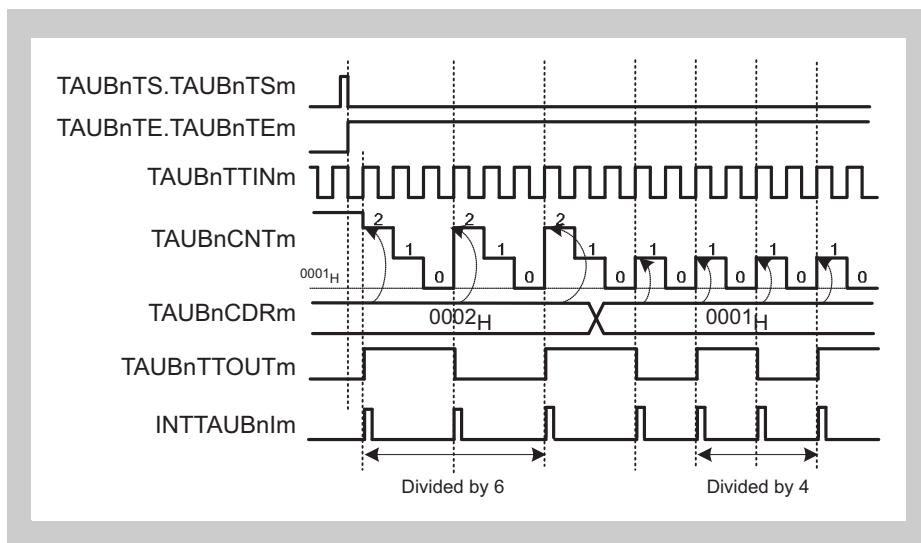 TAUBnTS.TAUBnTSm
TAUBnTE.TAUBnTEm
TAUBnTTINm
TAUBnCNTm
2 1 0 2 1 0 2 1 0 1 0 1 0 1 0 1 0
0001H
TAUBnCDRm
0002H 0001H
TAUBnTTOUTm
INTTAUBnIm
Divided by 6 Divided by 4